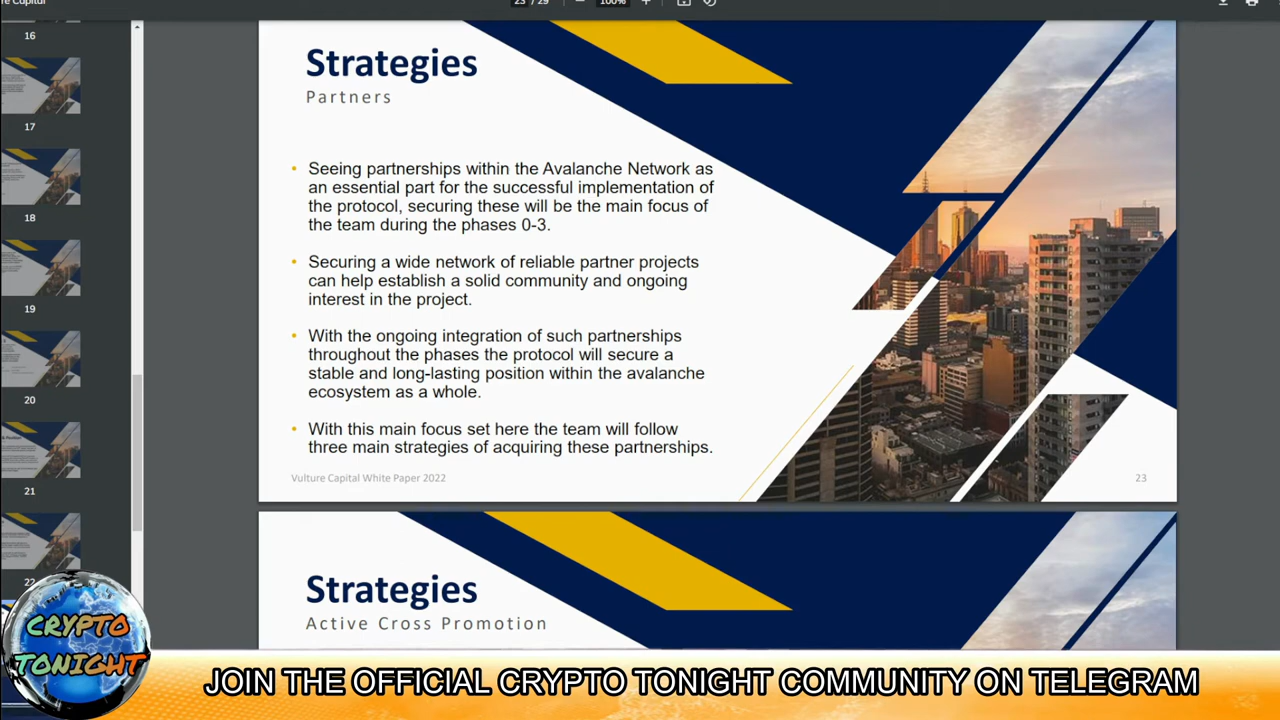 23 / 29
100%
16
17
18
19
20
21
22
Strategies
Partners
• Seeing partnerships within the Avalanche Network as
an essential part for the successful implementation of
the protocol, securing these will be the main focus of
the team during the phases 0-3.
• Securing a wide network of reliable partner projects
can help establish a solid community and ongoing
interest in the project.
• With the ongoing integration of such partnerships
throughout the phases the protocol will secure a
stable and long-lasting position within the avalanche
ecosystem as a whole.
• With this main focus set here the team will follow
three main strategies of acquiring these partnerships.
Vulture Capital White Paper 2022
23
Strategies
Active Cross Promotion
CRYPTO
TONIGHT
JOIN THE OFFICIAL CRYPTO TONIGHT COMMUNITY ON TELEGRAM